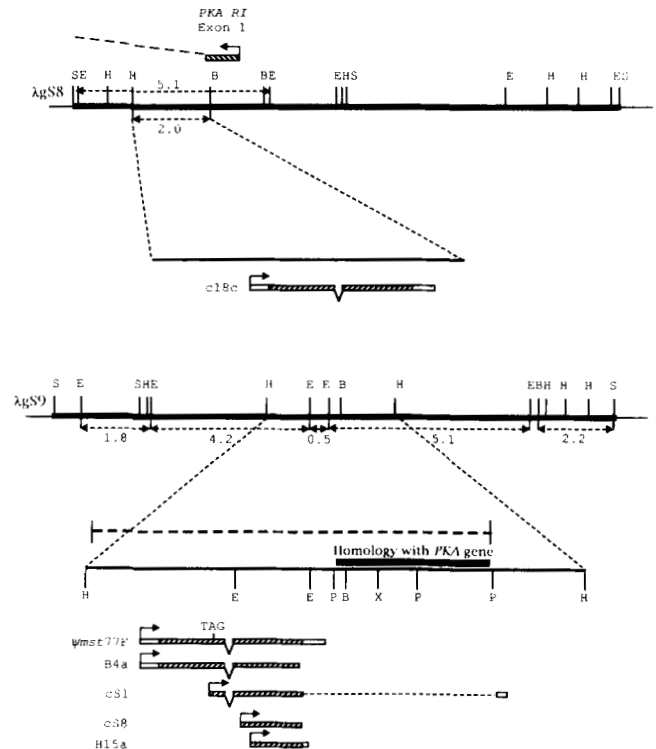 PKA RI
Exon 1
SE H H B BE EHS E H H ES
5.1
λgS8
2.0
c18c
S E SHE H E E B H EBH H H S
λgS9
1.8 4.2 0.5 5.1 2.2
Homology with PKA gene
H E E P B X P P H
TAG
ψmst77F
B4a
cS1
cS8
H15a